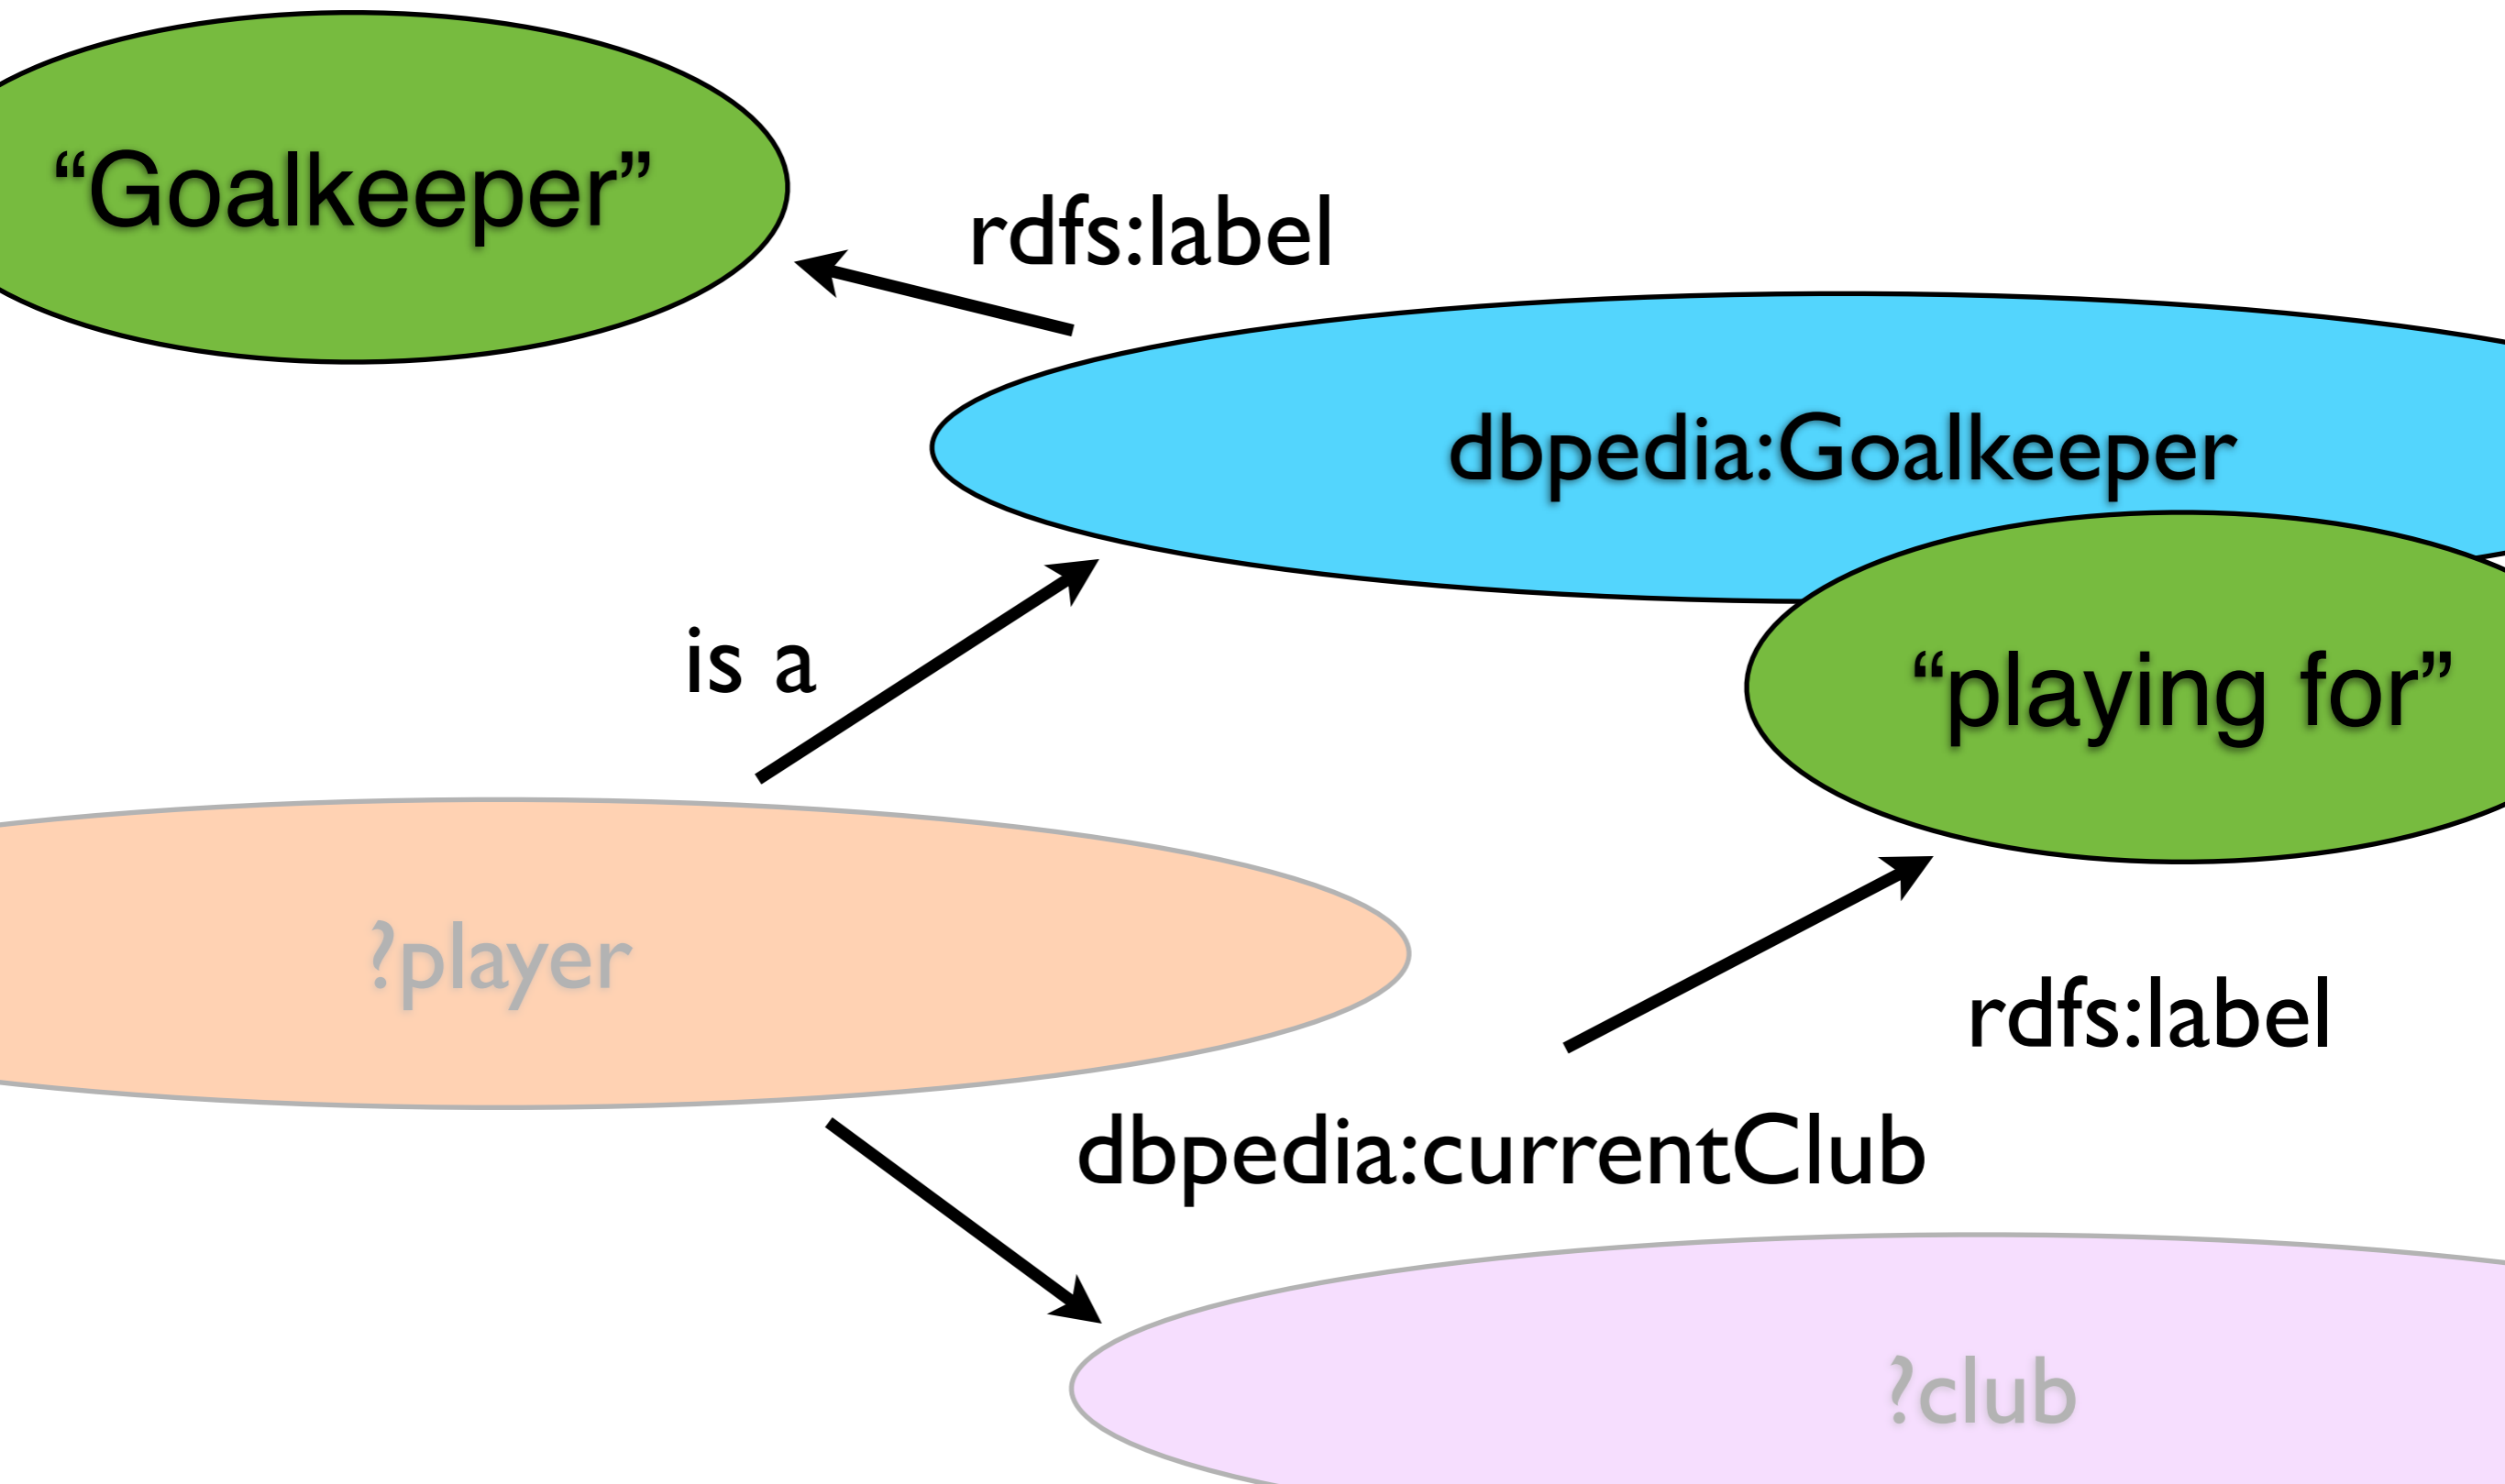 “Goalkeeper”
rdfs:label
dbpedia:Goalkeeper
is a
“playing for”
?player
rdfs:label
dbpedia:currentClub
?club